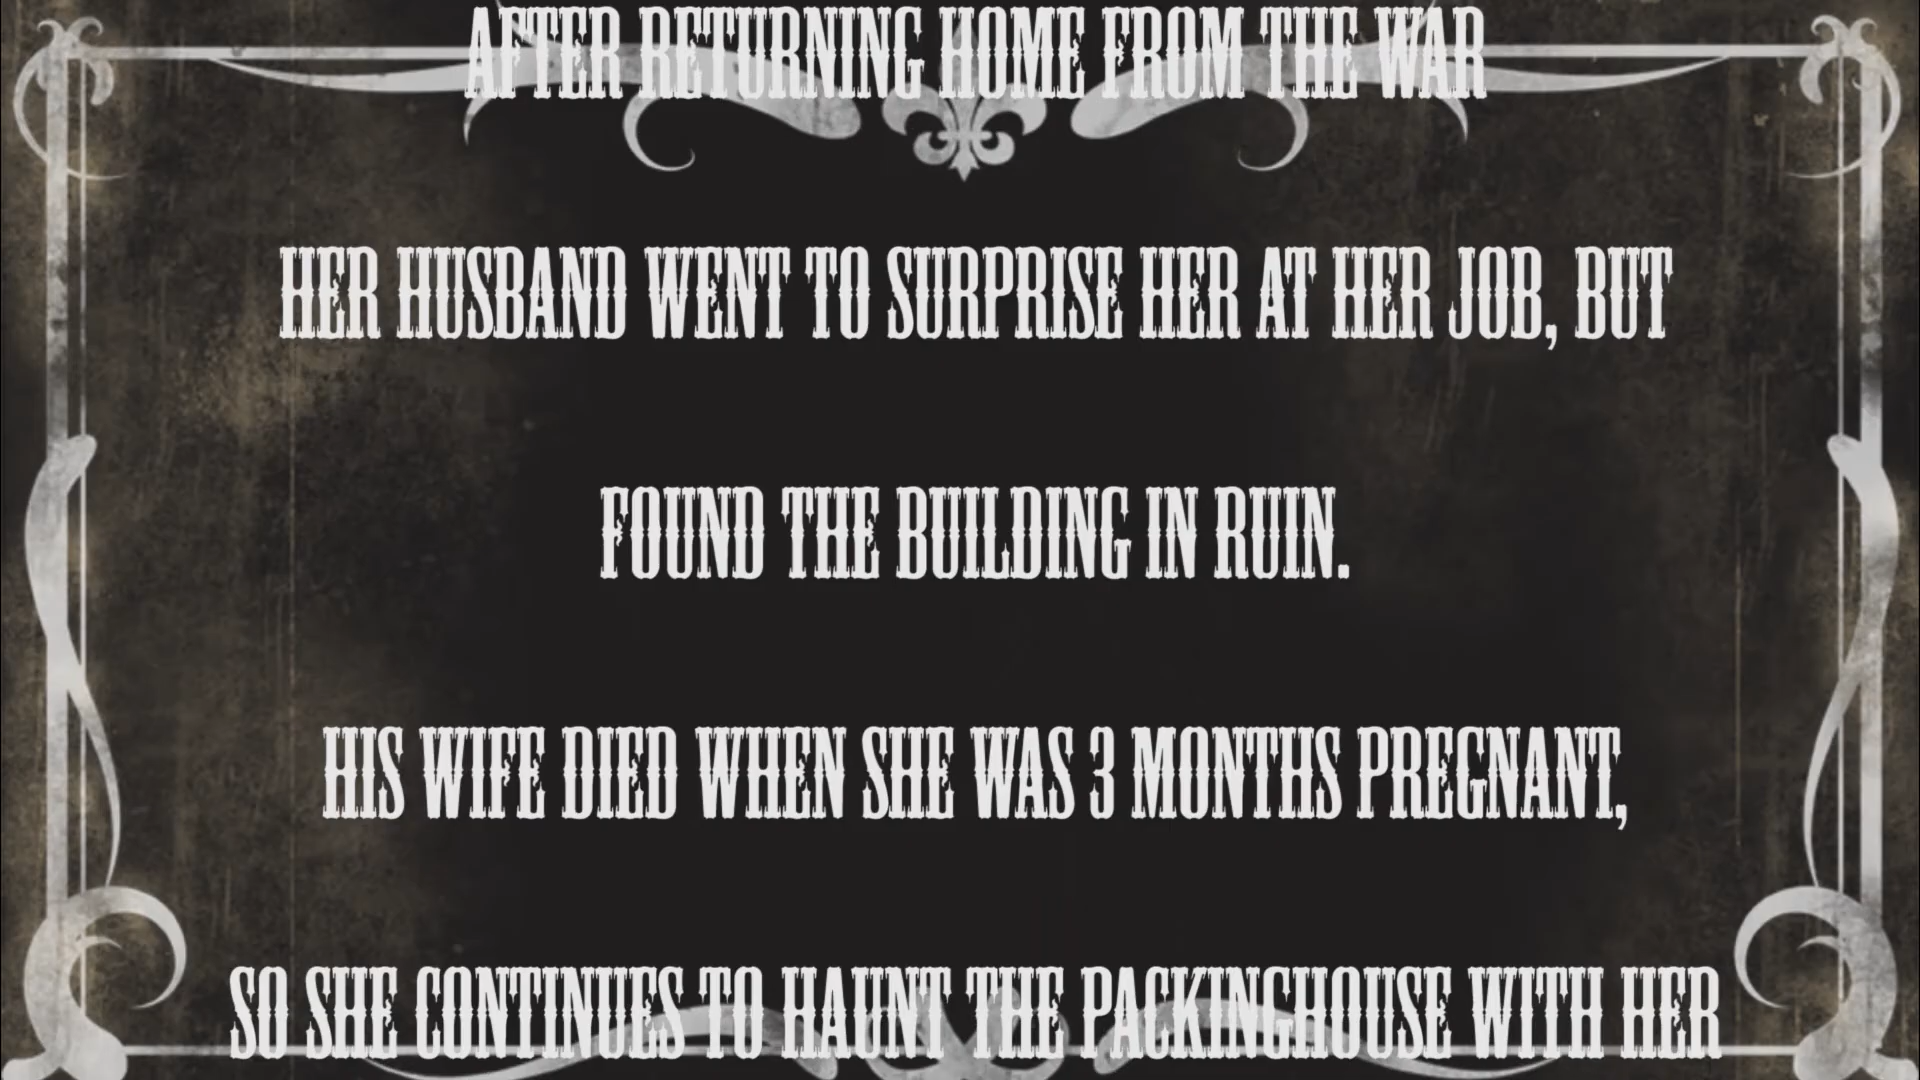 AFTER RETURNING HOME FROM THE WAR
HER HUSBAND WENT TO SURPRISE HER AT HER JOB, BUT
FOUND THE BUILDING IN RUIN.
HIS WIFE DIED WHEN SHE WAS 3 MONTHS PREGNANT,
SO SHE CONTINUES TO HAUNT THE PACKINGHOUSE WITH HER